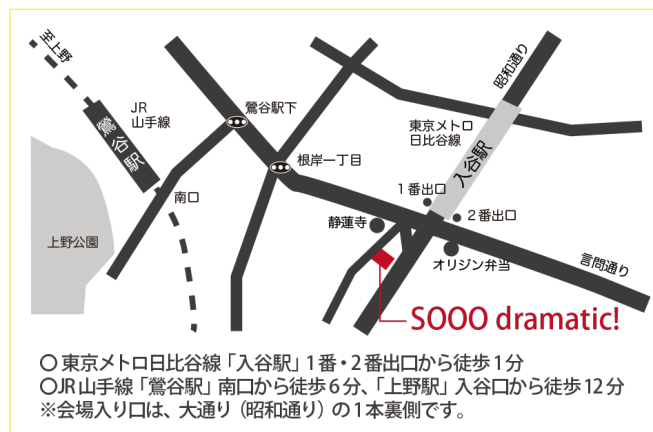 至上野
JR
山手線
鶯谷駅
鶯谷駅下
昭和通り
東京メトロ
日比谷線
入谷駅
根岸一丁目
南口
1番出口
2番出口
静蓮寺
上野公園
オリジン弁当
言問通り
SOOO dramatic!
○東京メトロ日比谷線「入谷駅」1番・2番出口から徒歩1分
○JR山手線「鶯谷駅」南口から徒歩6分、「上野駅」入谷口から徒歩12分
※会場入り口は、大通り(昭和通り)の1本裏側です。